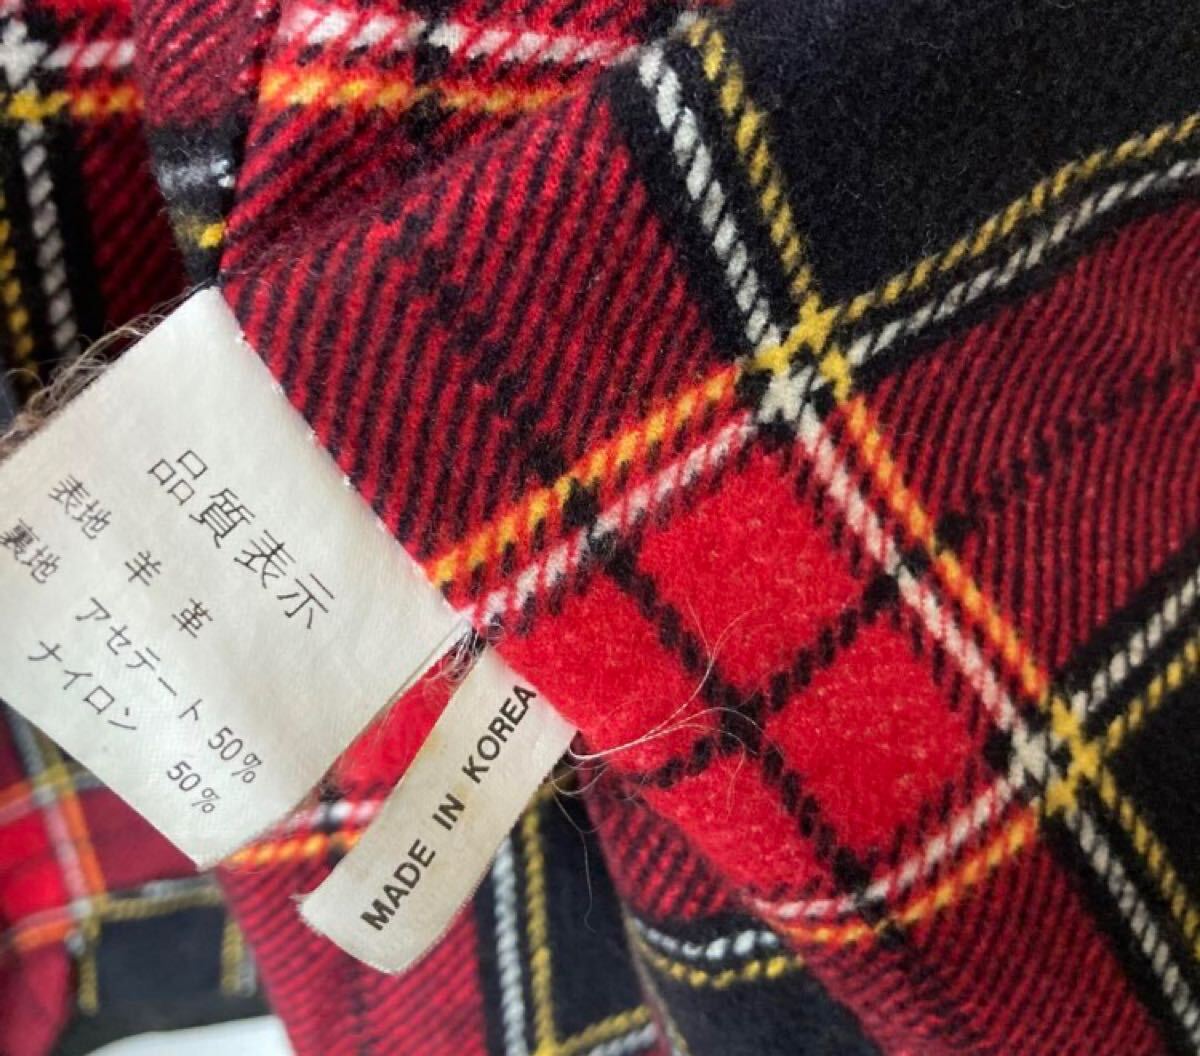 品質表示
表地 羊革
裏地 アセテート 50%
ナイロン 50%
MADE IN KOREA